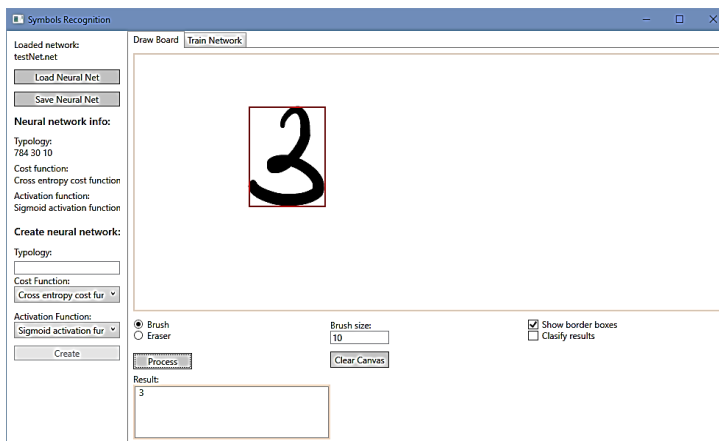 Symbols Recognition
Loaded network:
testNet.net
Load Neural Net
Save Neural Net
Neural network info:
Typology:
784 30 10
Cost function:
Cross entropy cost function
Activation function:
Sigmoid activation function
Create neural network:
Typology:
Cost Function:
Cross entropy cost fur
Activation Function:
Sigmoid activation fur
Create
Draw Board
Train Network
3
Brush
Eraser
Process
Brush size:
10
Clear Canvas
Show border boxes
Clasify results
Result:
3